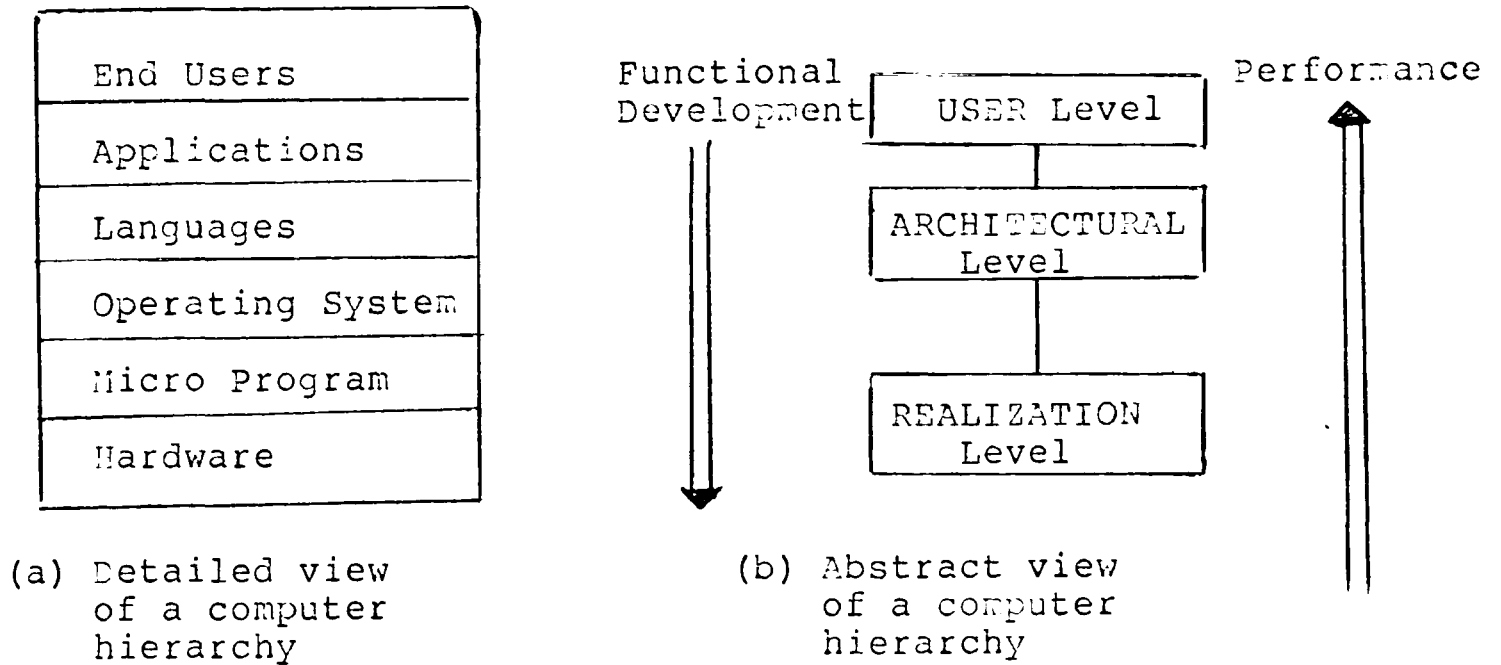 End Users
Applications
Languages
Operating System
Micro Program
Hardware
(a) Detailed view
of a computer
hierarchy
Functional
Development
USER Level
ARCHITECTURAL
Level
REALIZATION
Level
Performance
(b) Abstract view
of a computer
hierarchy